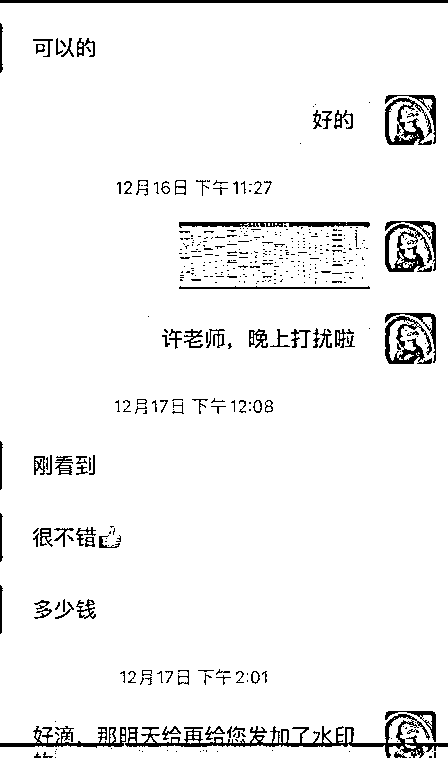 可以的
好的
12月16日 下午11:27
许老师，晚上打扰啦
12月17日 下午12:08
刚看到
很不错👍
多少钱
12月17日 下午2:01
好滴，那明天给再给您发加了水印